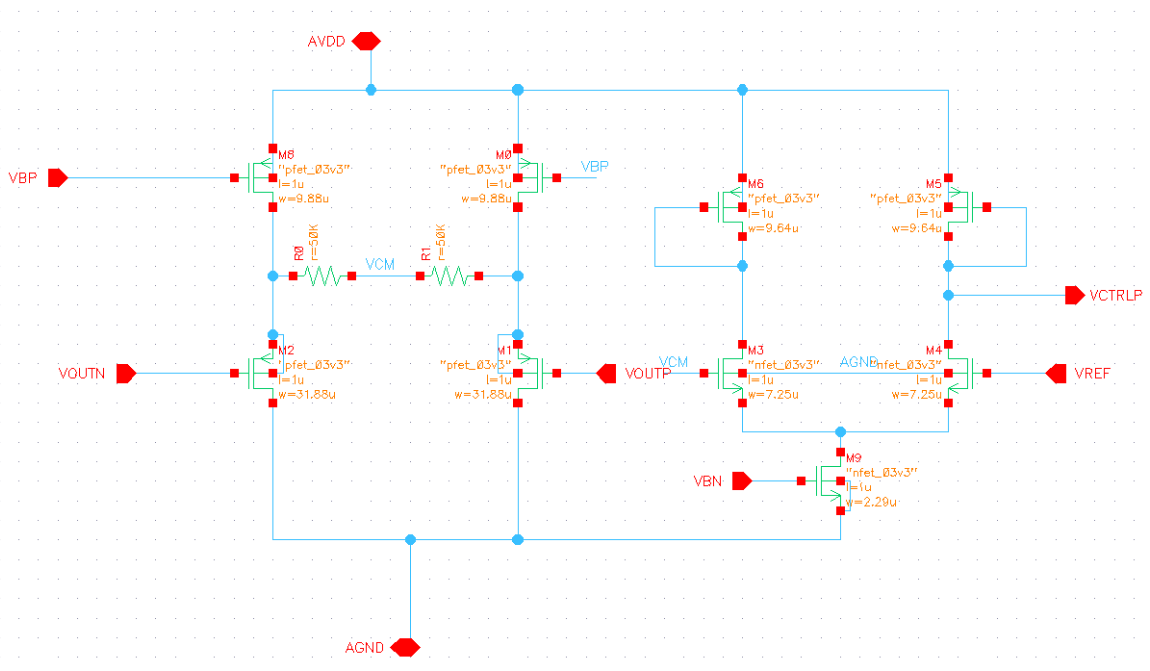 AVDD
VBP
M8
"pfet_03v3"
l=1u
w=9.88u
M0
"pfet_03v3"
l=1u
w=9.88u
VBP
M6
"pfet_03v3"
l=1u
w=9.64u
M5
"pfet_03v3"
l=1u
w=9.64u
R0
r=50K
VCM
R1
r=50K
VCTRLP
VOUTN
M2
"pfet_03v3"
l=1u
w=31.88u
M1
"pfet_03v3"
l=1u
w=31.88u
VOUTP
VCM
M3
"nfet_03v3"
l=1u
w=7.25u
AGND
M4
"nfet_03v3"
l=1u
w=7.25u
VREF
VBN
M9
"nfet_03v3"
l=1u
w=2.29u
AGND